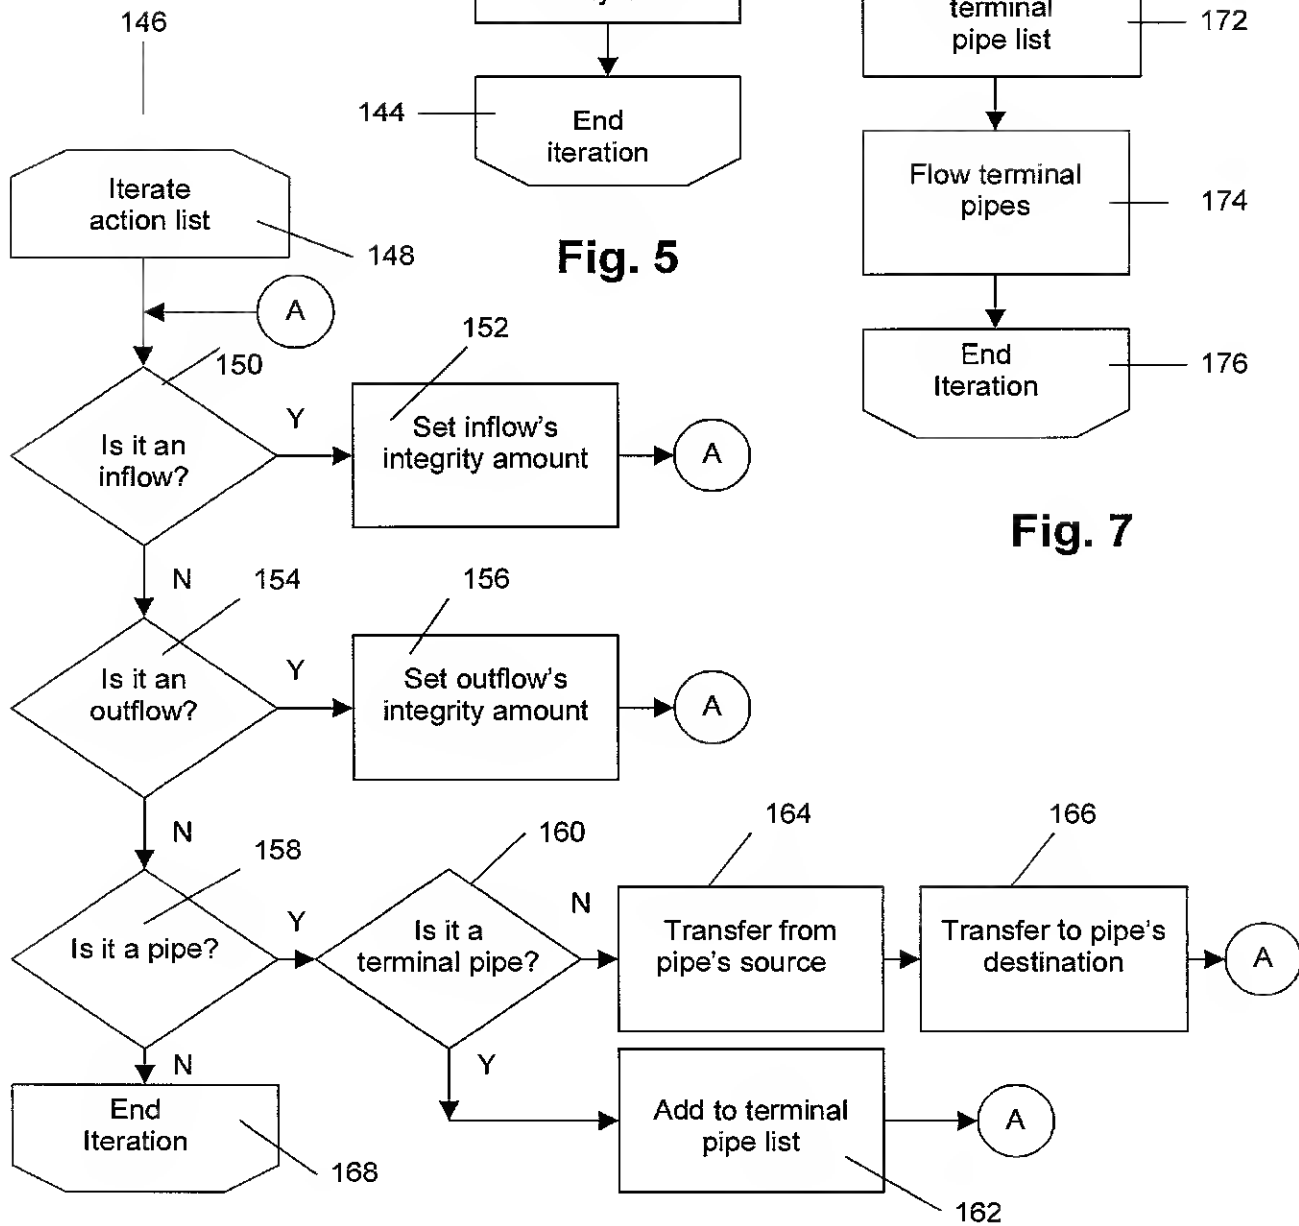 146
terminal
pipe list
172
144
End
iteration
Iterate
action list
148
Flow terminal
pipes
174
Fig. 5
A
152
End
Iteration
176
150
Y
Is it an
inflow?
Set inflow's
integrity amount
A
Fig. 7
N
154
156
Is it an
outflow?
Y
Set outflow's
integrity amount
A
N
158
160
164
166
Is it a pipe?
Y
Is it a
terminal pipe?
N
Transfer from
pipe's source
Transfer to pipe's
destination
A
N
Y
End
Iteration
168
Add to terminal
pipe list
A
162